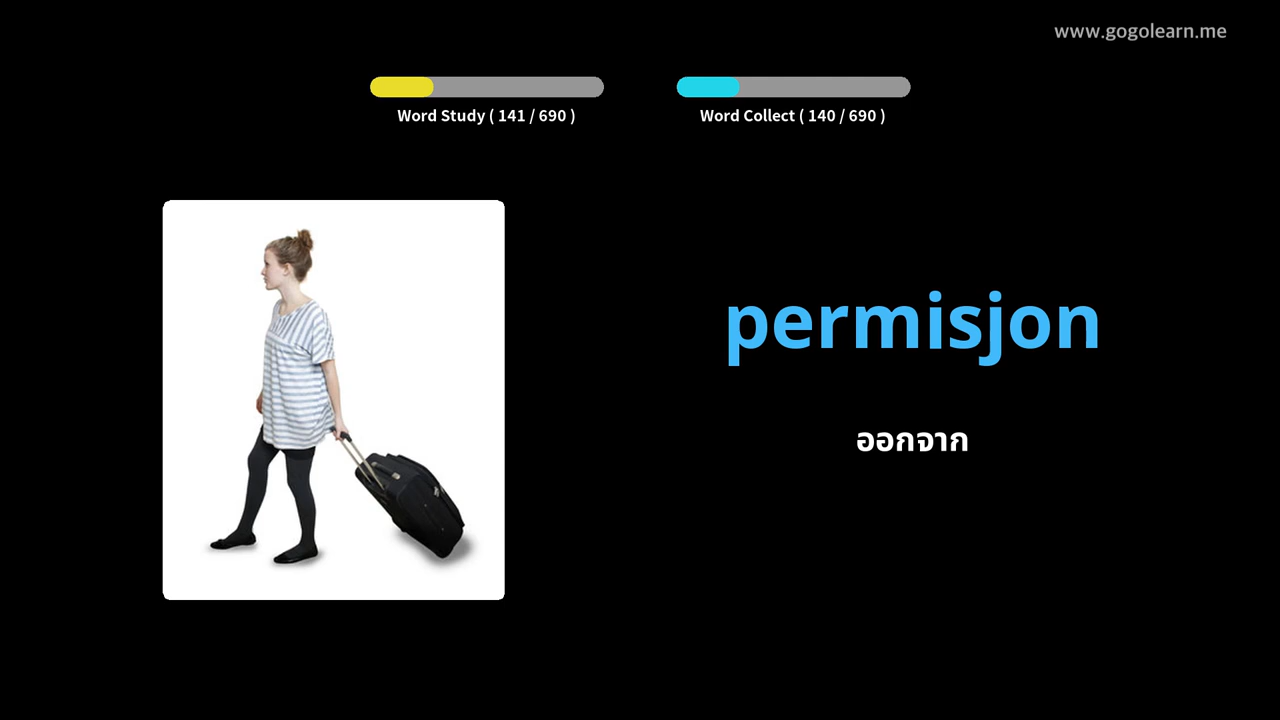 www.gogolearn.me
Word Study ( 141 / 690 )
Word Collect ( 140 / 690 )
permisjon
ออกจาก